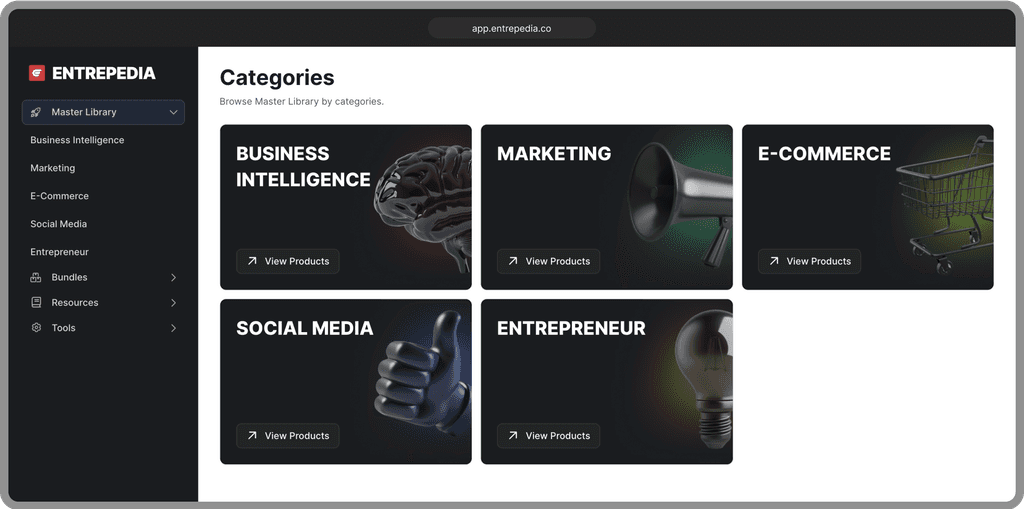 app.entrepedia.co
ENTREPEDIA
Master Library
Business Intelligence
Marketing
E-Commerce
Social Media
Entrepreneur
Bundles
Resources
Tools
Categories
Browse Master Library by categories.
BUSINESS
INTELLIGENCE
View Products
MARKETING
View Products
E-COMMERCE
View Products
SOCIAL MEDIA
View Products
ENTREPRENEUR
View Products